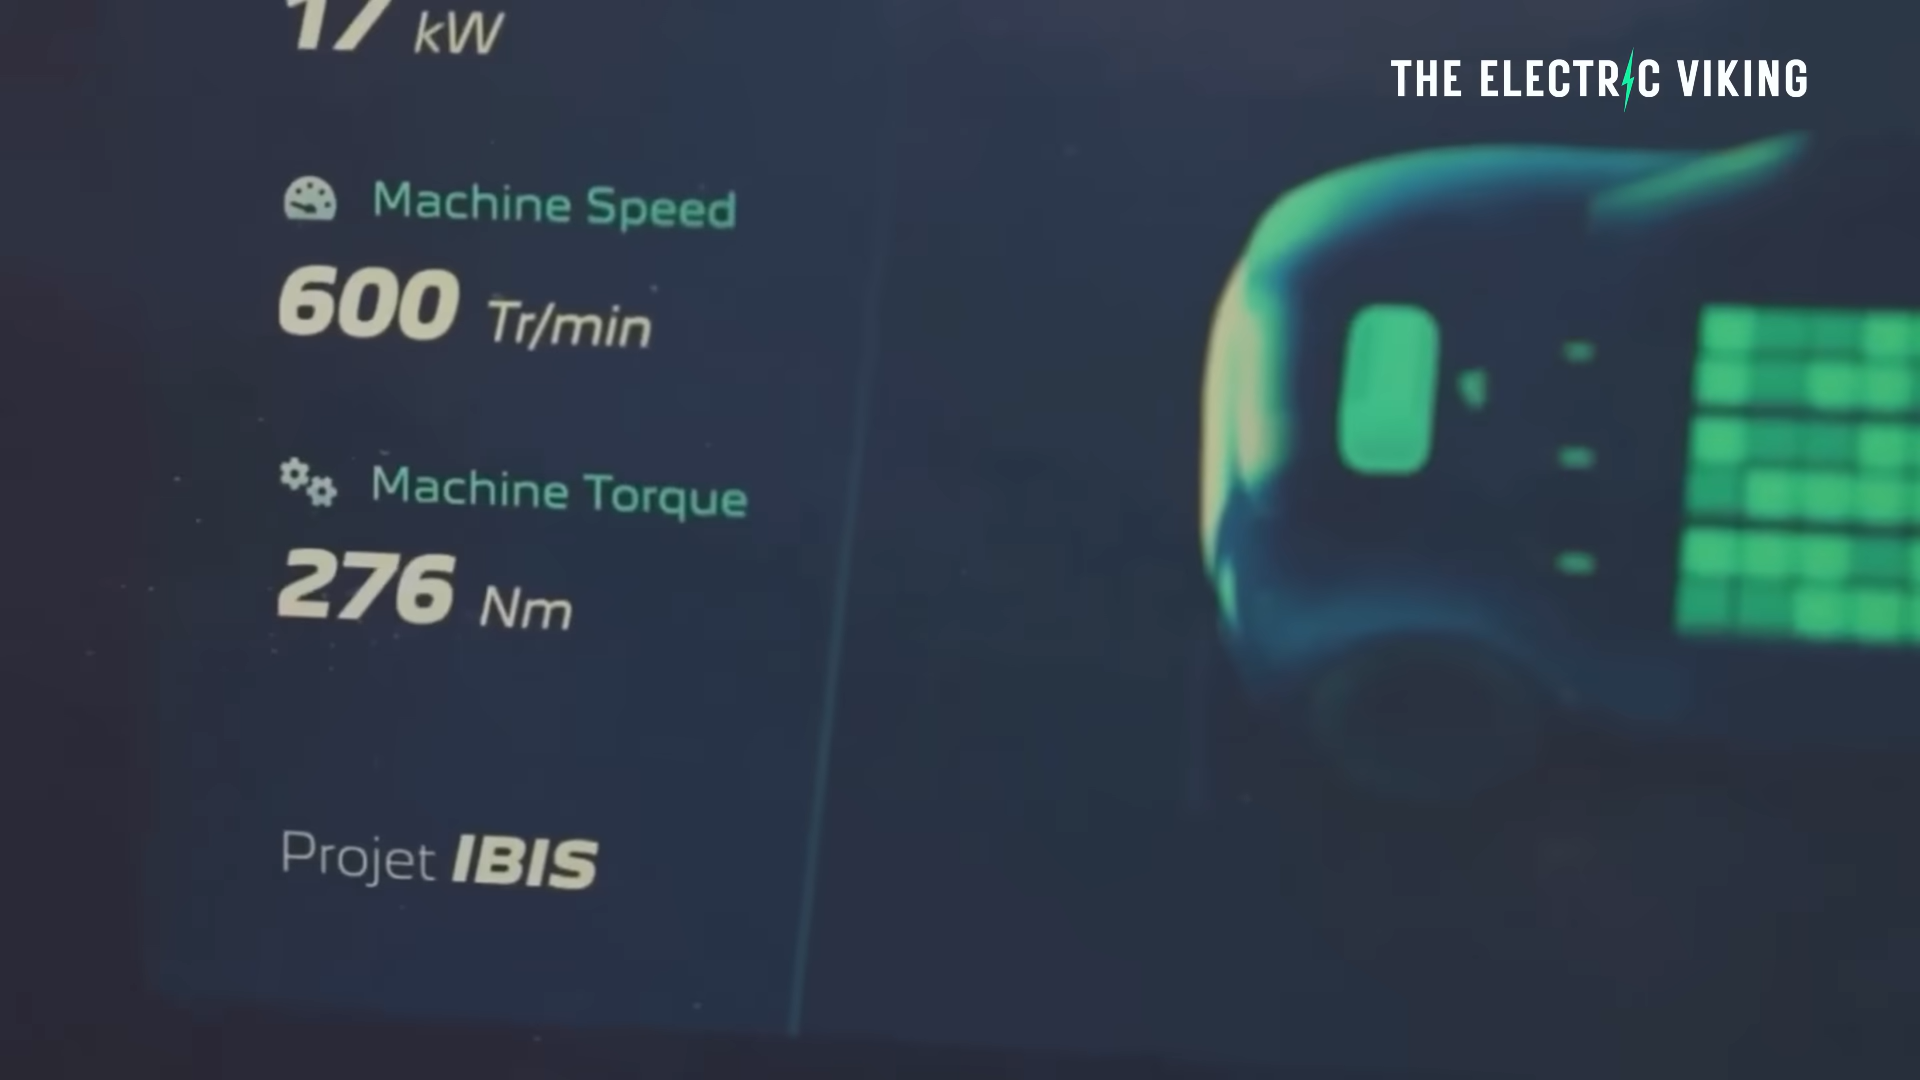 17 kW
THE ELECTRIC VIKING
Machine Speed
600 Tr/min
Machine Torque
276 Nm
Projet IBIS